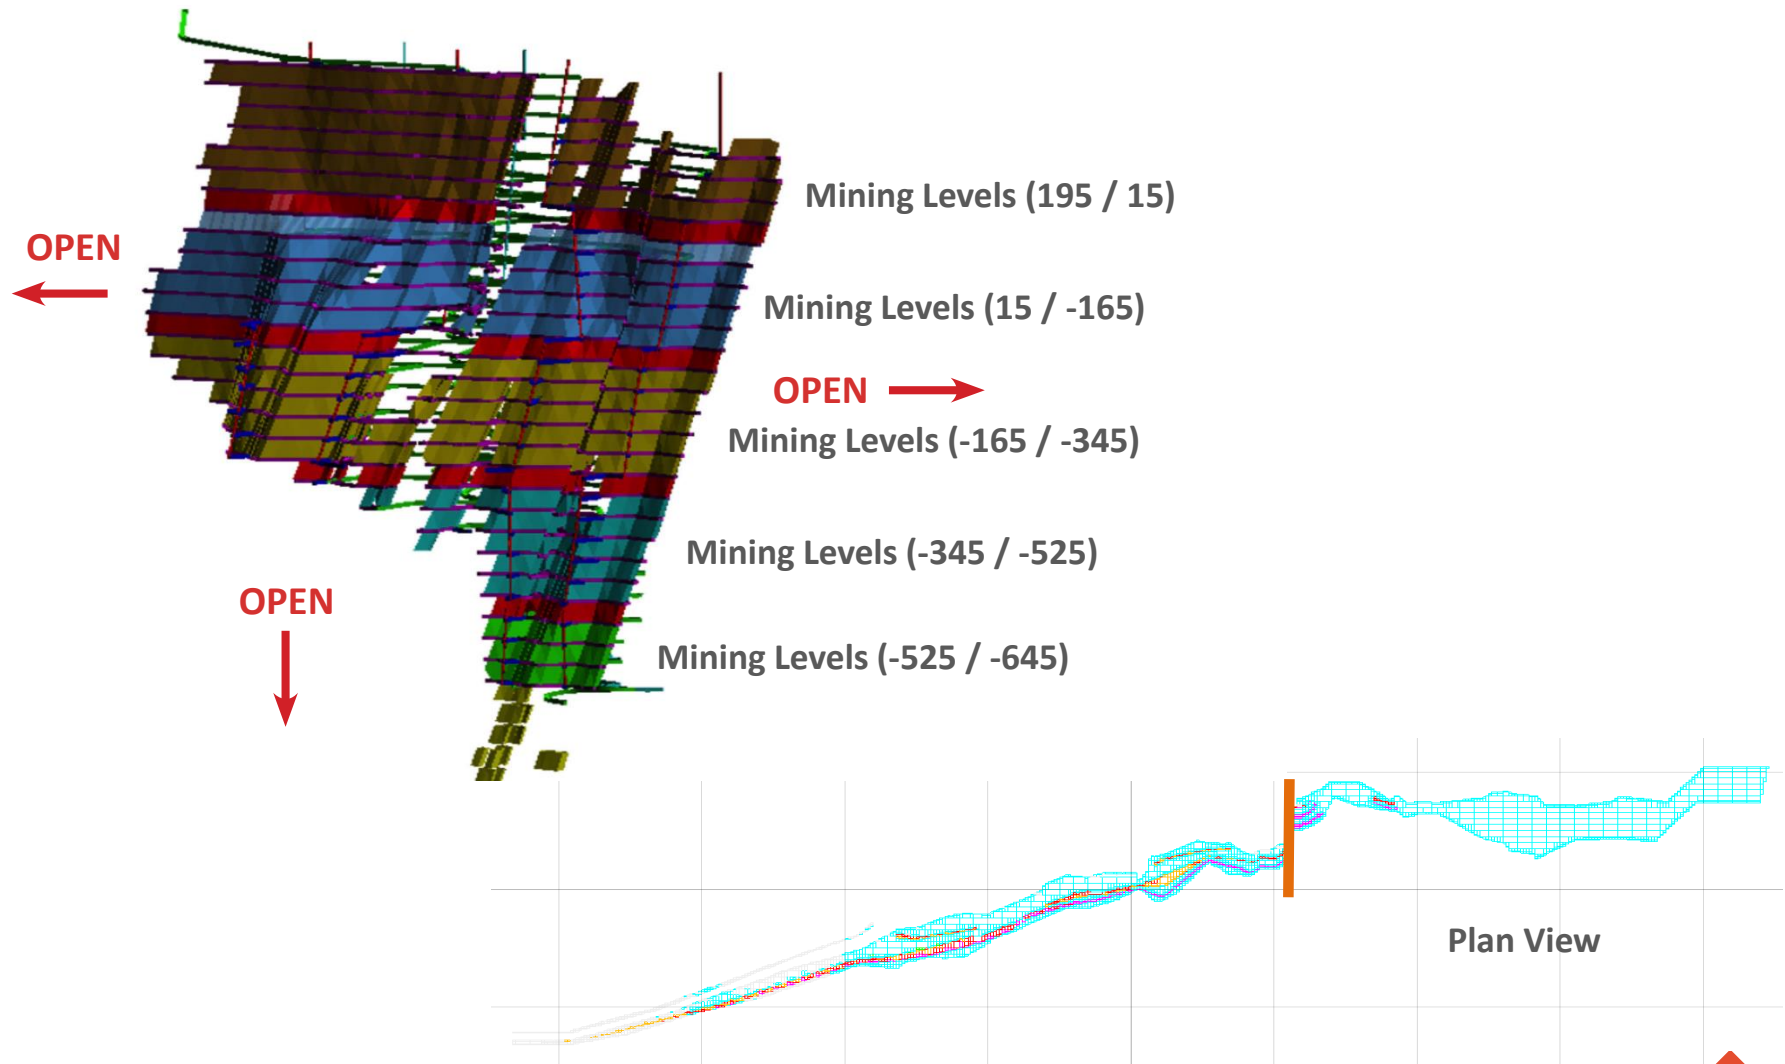 Mining Levels (195 / 15)
OPEN
Mining Levels (15 / -165)
OPEN
Mining Levels (-165 / -345)
Mining Levels (-345 / -525)
OPEN
Mining Levels (-525 / -645)
Plan View